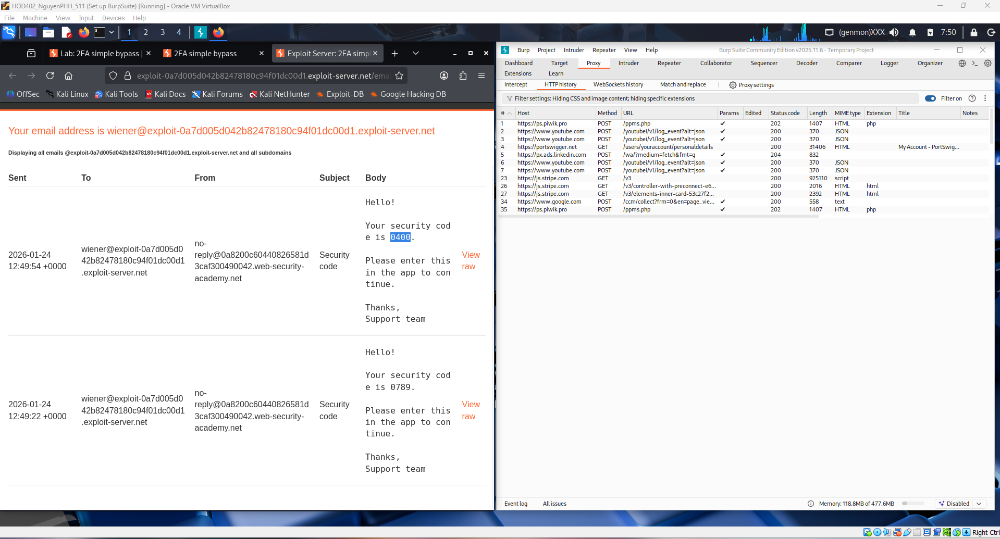 HOD402_NguyenPHH_511 (Set up BurpSuite) [Running] - Oracle VM VirtualBox
File Machine View Input Devices Help
1 2 3 4 (genmon)XXX 7:50
Lab: 2FA simple bypass | 2FA simple bypass Exploit Server: 2FA simpl
exploit-0a7d005d042b82478180c94f01dc00d1.exploit-server.net/ema
OffSec Kali Linux Kali Tools Kali Docs Kali Forums Kali NetHunter Exploit-DB Google Hacking DB
Your email address is wiener@exploit-0a7d005d042b82478180c94f01dc00d1.exploit-server.net
Displaying all emails @exploit-0a7d005d042b82478180c94f01dc00d1.exploit-server.net and all subdomains
Sent To From Subject Body
2026-01-24
12:49:54 +0000
wiener@exploit-0a7d005d0
42b82478180c94f01dc00d1
.exploit-server.net
no-
reply@0a8200c60440826581d
3caf300490042.web-security-
academy.net
Security
code
Hello!
Your security cod
e is 0400.
Please enter this
in the app to con
tinue.
Thanks,
Support team
View
raw
2026-01-24
12:49:22 +0000
wiener@exploit-0a7d005d0
42b82478180c94f01dc00d1
.exploit-server.net
no-
reply@0a8200c60440826581d
3caf300490042.web-security-
academy.net
Security
code
Hello!
Your security cod
e is 0789.
Please enter this
in the app to con
tinue.
Thanks,
Support team
View
raw
Burp Project Intruder Repeater View Help Burp Suite Community Edition v2025.11.6 - Temporary Project
Dashboard Target Proxy Intruder Repeater Collaborator Sequencer Decoder Comparer Logger Organizer
Extensions Learn
Intercept HTTP history WebSockets history Match and replace Proxy settings
Filter settings: Hiding CSS and image content; hiding specific extensions Filter on
# Host Method URL Params Edited Status code Length MIME type Extension Title Notes
1 https://ps.piwik.pro POST /ppms.php ✓ 202 1407 HTML php
2 https://www.youtube.com POST /youtubei/v1/log_event?alt=json ✓ 200 370 JSON
3 https://www.youtube.com POST /youtubei/v1/log_event?alt=json ✓ 200 370 JSON
4 https://portswigger.net GET /users/youraccount/personaldetails 200 31406 HTML My Account - PortSwig...
5 https://px.ads.linkedin.com POST /wa/?medium=fetch&fmt=g ✓ 204 832
6 https://www.youtube.com POST /youtubei/v1/log_event?alt=json ✓ 200 370 JSON
7 https://www.youtube.com POST /youtubei/v1/log_event?alt=json ✓ 200 370 JSON
23 https://js.stripe.com GET /v3 200 925110 script
26 https://js.stripe.com GET /v3/controller-with-preconnect-e6... 200 2016 HTML html
27 https://js.stripe.com GET /v3/elements-inner-card-53c27f2... 200 2392 HTML html
34 https://www.google.com POST /ccm/collect?frm=0&en=page_vie... ✓ 200 558 text
35 https://ps.piwik.pro POST /ppms.php ✓ 202 1407 HTML php
Event log All issues Memory: 118.8MB of 477.6MB Disabled
Right Ctrl